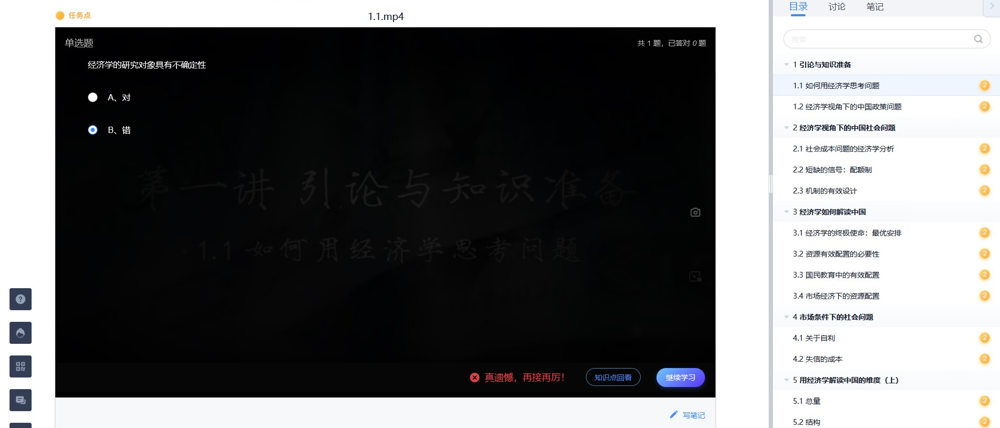 任务点
1.1.mp4
单选题
共 1 题，已答对 0 题
经济学的研究对象具有不确定性
A、对
B、错
第一讲 引论与知识准备
1.1 如何用经济学思考问题
真遗憾，再接再厉！
知识点回看
继续学习
写笔记
目录
讨论
笔记
搜索
1 引论与知识准备
1.1 如何用经济学思考问题 2
1.2 经济学视角下的中国政策问题 2
2 经济学视角下的中国社会问题
2.1 社会成本问题的经济学分析 2
2.2 短缺的信号：配额制 2
2.3 机制的有效设计 2
3 经济学如何解读中国
3.1 经济学的终极使命：最优安排 2
3.2 资源有效配置的必要性 2
3.3 国民教育中的有效配置 2
3.4 市场经济下的资源配置 2
4 市场条件下的社会问题
4.1 关于自利 2
4.2 失信的成本 2
5 用经济学解读中国的维度（上）
5.1 总量 2
5.2 结构 2